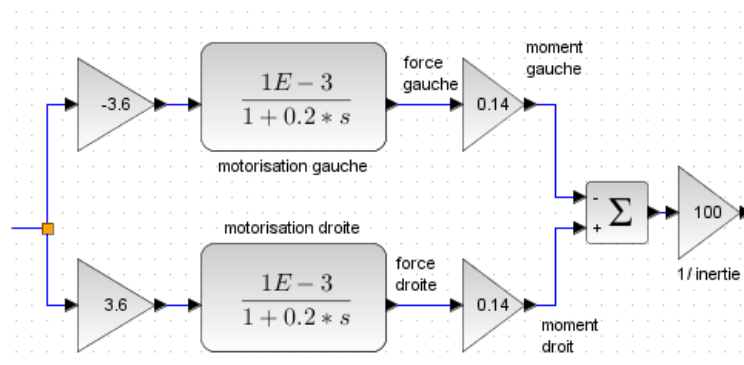 -3.6
1E − 3
1 + 0.2 ∗ s
motorisation gauche
force
gauche
0.14
moment
gauche
-
+
Σ
100
1/ inertie
motorisation droite
3.6
1E − 3
1 + 0.2 ∗ s
force
droite
0.14
moment
droit